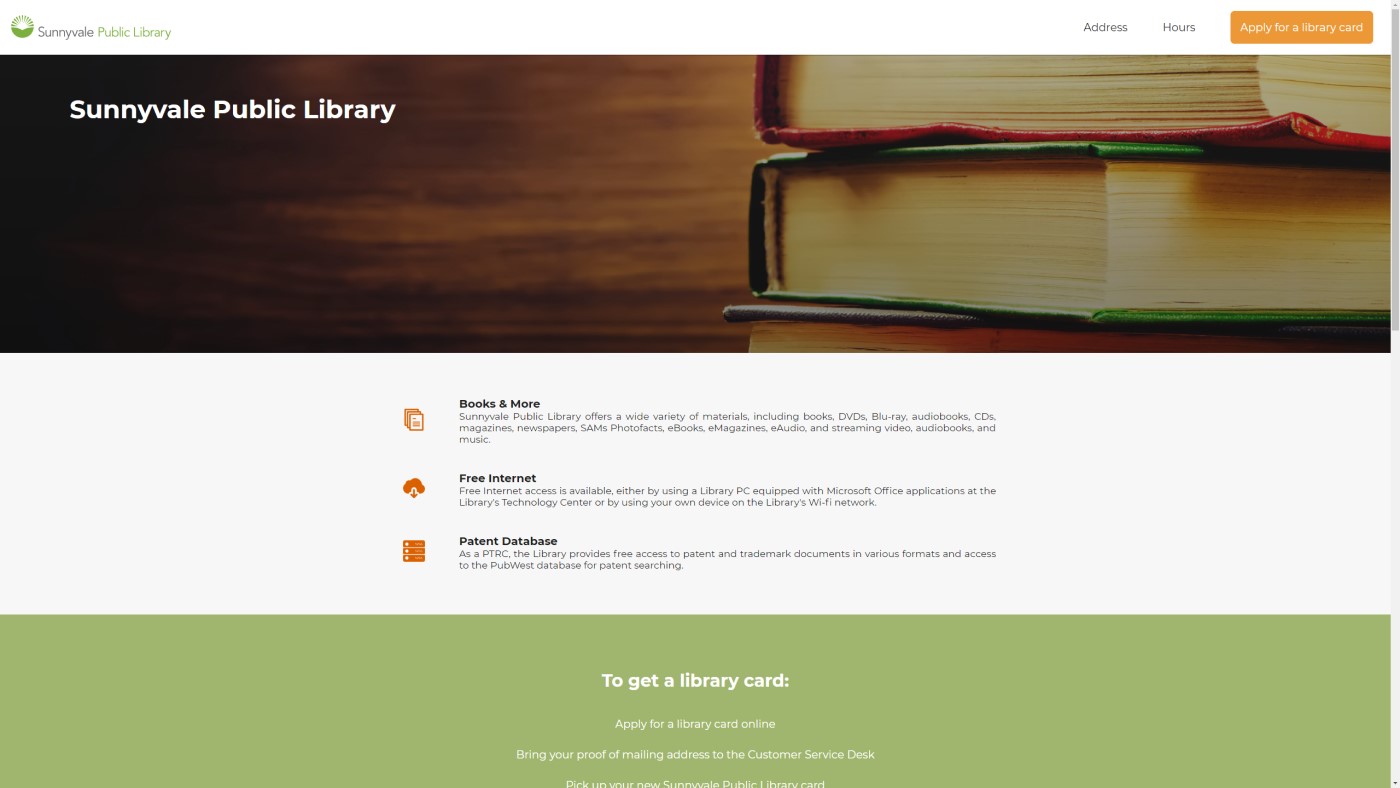 Sunnyvale Public Library
Address
Hours
Apply for a library card
Sunnyvale Public Library
Books & More
Sunnyvale Public Library offers a wide variety of materials, including books, DVDs, Blu-ray, audiobooks, CDs,
magazines, newspapers, SAMs Photofacts, eBooks, eMagazines, eAudio, and streaming video, audiobooks, and
music.
Free Internet
Free Internet access is available, either by using a Library PC equipped with Microsoft Office applications at the
Library's Technology Center or by using your own device on the Library's Wi-fi network.
Patent Database
As a PTRC, the Library provides free access to patent and trademark documents in various formats and access
to the PubWest database for patent searching.
To get a library card:
Apply for a library card online
Bring your proof of mailing address to the Customer Service Desk
Pick up your new Sunnyvale Public Library card